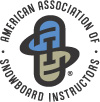 AMERICAN ASSOCIATION OF
SNOWBOARD INSTRUCTORS
®